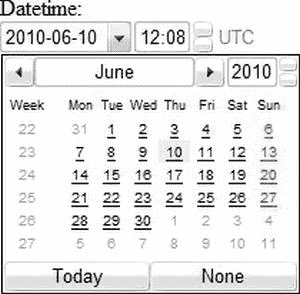 Datetime:
2010-06-10 12:08 UTC
June 2010
Week Mon Tue Wed Thu Fri Sat Sun
22 31 1 2 3 4 5 6
23 7 8 9 10 11 12 13
24 14 15 16 17 18 19 20
25 21 22 23 24 25 26 27
26 28 29 30 1 2 3 4
27 5 6 7 8 9 10 11
Today None